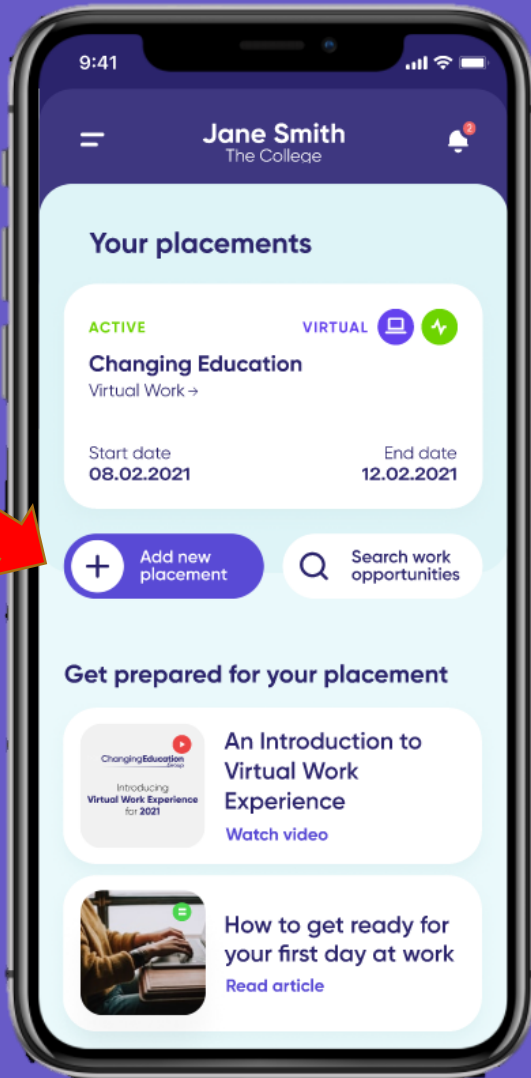 9:41
Jane Smith
2
The College
Your placements
ACTIVE
VIRTUAL
Changing Education
Virtual Work →
Start date
End date
08.02.2021
12.02.2021
Add new
placement
Search work
opportunities
Get prepared for your placement
ChangingEducation
Group
Introducing
Virtual Work Experience
for 2021
An Introduction to
Virtual Work
Experience
Watch video
How to get ready for
your first day at work
Read article